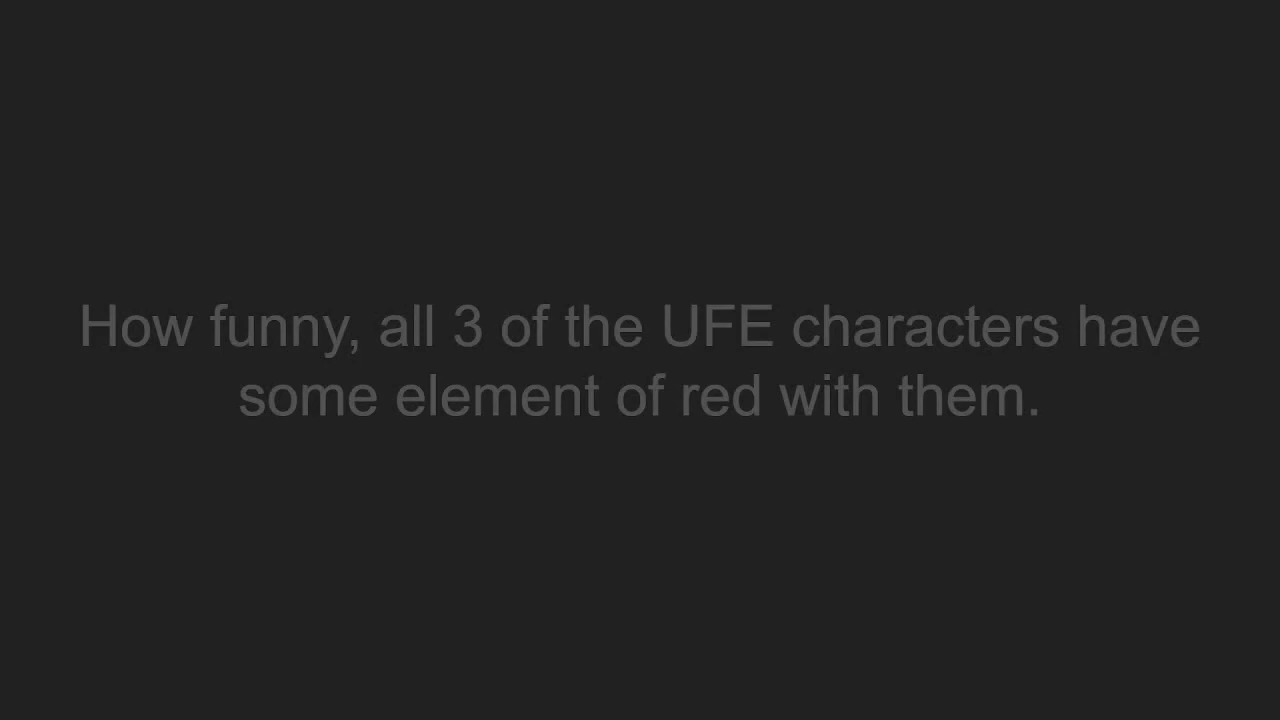 How funny, all 3 of the UFE characters have
some element of red with them.